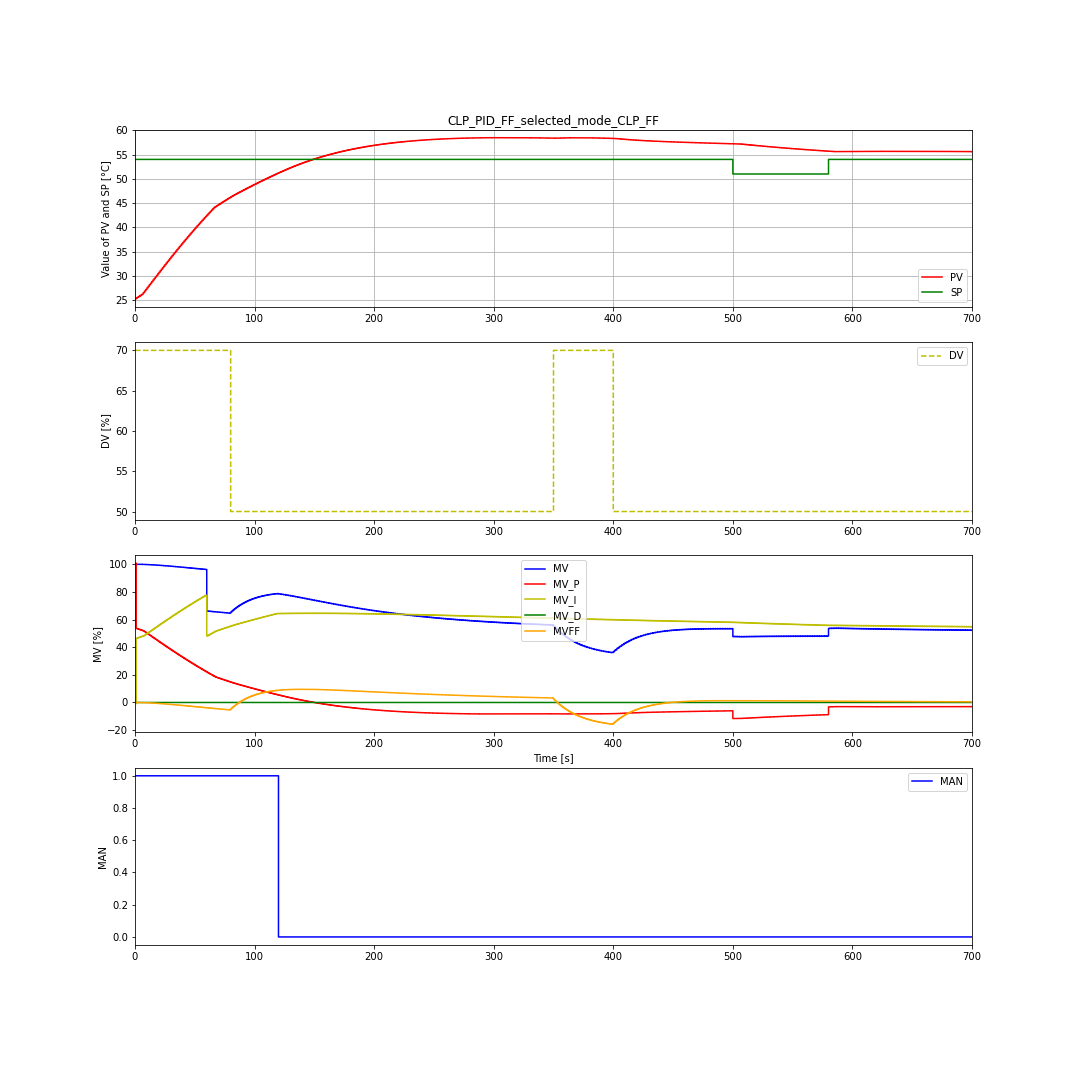 CLP_PID_FF_selected_mode_CLP_FF
Value of PV and SP [°C]
60
55
50
45
40
35
30
25
PV
SP
0 100 200 300 400 500 600 700
DV [%]
70
65
60
55
50
DV
0 100 200 300 400 500 600 700
MV [%]
100
80
60
40
20
0
−20
MV
MV_P
MV_I
MV_D
MVFF
0 100 200 300 400 500 600 700
Time [s]
MAN
1.0
0.8
0.6
0.4
0.2
0.0
MAN
0 100 200 300 400 500 600 700